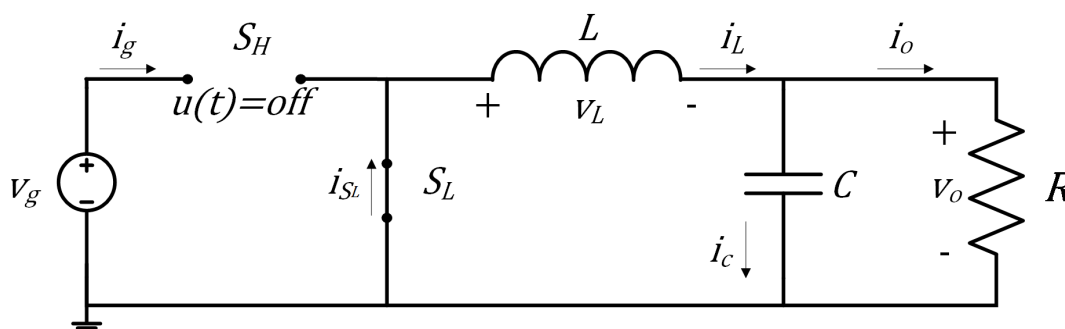 i_g
S_H
L
i_L
i_o
u(t)=off
+
v_L
-
+
v_g
+
-
i_{S_L}
S_L
C
v_o
R
i_c
-